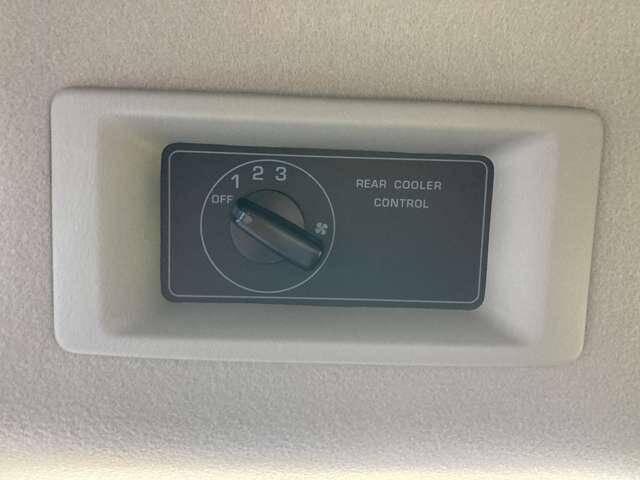 1 2 3
OFF
REAR COOLER
CONTROL